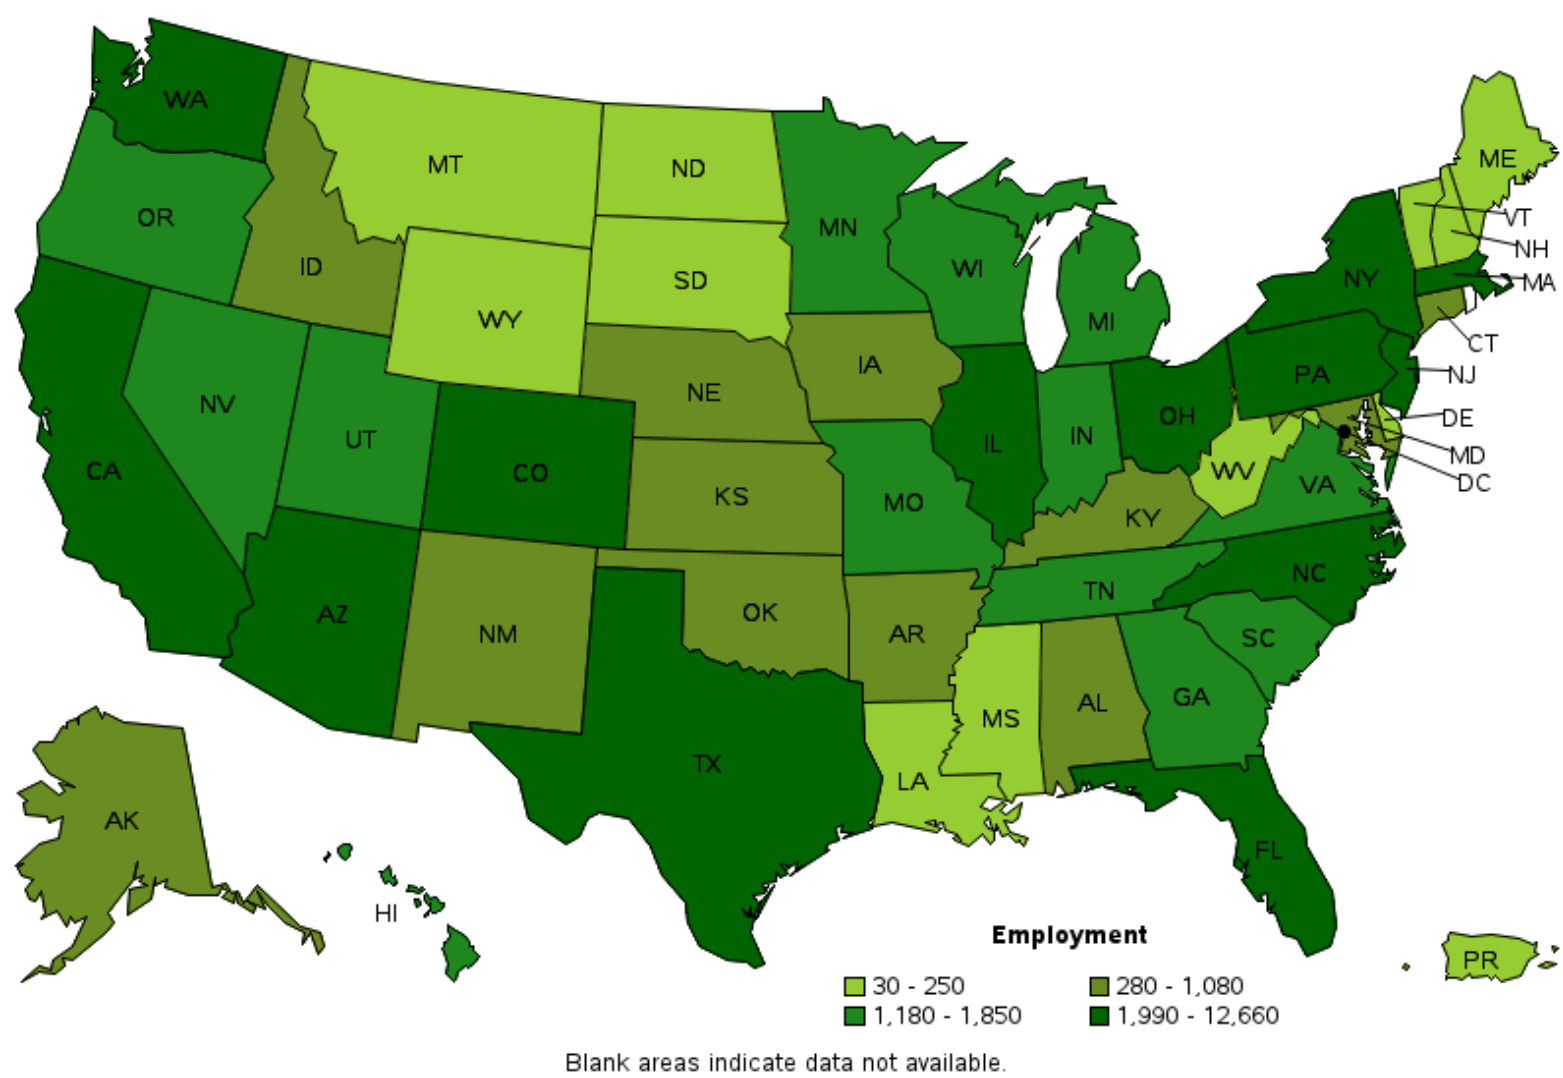 WA
MT
ND
ME
OR
MN
VT
ID
WI
NH
SD
NY
MA
WY
MI
CT
IA
PA
NJ
NE
NV
OH
DE
UT
IN
IL
MD
CA
CO
WV
DC
KS
MO
VA
KY
NC
TN
AZ
OK
NM
AR
SC
GA
AL
MS
TX
LA
AK
FL
HI
PR
Employment
30 - 250 280 - 1,080
1,180 - 1,850 1,990 - 12,660
Blank areas indicate data not available.